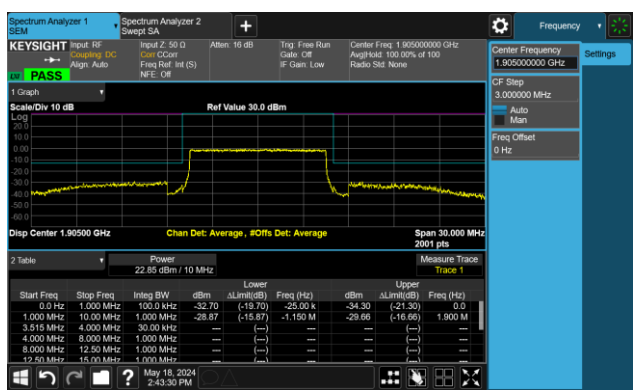 Spectrum Analyzer 1
SEM
Spectrum Analyzer 2
Swept SA
+
Frequency
KEYSIGHT
Input: RF
Coupling: DC
Align: Auto
Input Z: 50 Ω
Corr CCorr
Freq Ref: Int (S)
NFE: Off
Atten: 16 dB
Trig: Free Run
Gate: Off
IF Gain: Low
Center Freq: 1.905000000 GHz
Avg|Hold: 100.00% of 100
Radio Std: None
PASS
Center Frequency
1.905000000 GHz
Settings
CF Step
3.000000 MHz
Auto
Man
Freq Offset
0 Hz
1 Graph
Scale/Div 10 dB
Ref Value 30.0 dBm
Log
20.0
10.0
0.00
-10.0
-20.0
-30.0
-40.0
-50.0
-60.0
Disp Center 1.90500 GHz
Chan Det: Average, #Offs Det: Average
Span 30.000 MHz
2001 pts
2 Table
Power
22.85 dBm / 10 MHz
Measure Trace
Trace 1
Lower Upper
Start Freq Stop Freq Integ BW dBm ΔLimit(dB) Freq (Hz) dBm ΔLimit(dB) Freq (Hz)
0.0 Hz 1.000 MHz 100.0 kHz -32.70 (-19.70) -25.00 k -34.30 (-21.30) 0.0
1.000 MHz 10.00 MHz 1.000 MHz -28.87 (-15.87) -1.150 M -29.66 (-16.66) 1.900 M
3.515 MHz 4.000 MHz 30.00 kHz --- (---) --- --- (---) ---
4.000 MHz 8.000 MHz 1.000 MHz --- (---) --- --- (---) ---
8.000 MHz 12.50 MHz 1.000 MHz --- (---) --- --- (---) ---
12.50 MHz 15.00 MHz 1.000 MHz --- (---) --- --- (---) ---
?
May 18, 2024
2:43:30 PM